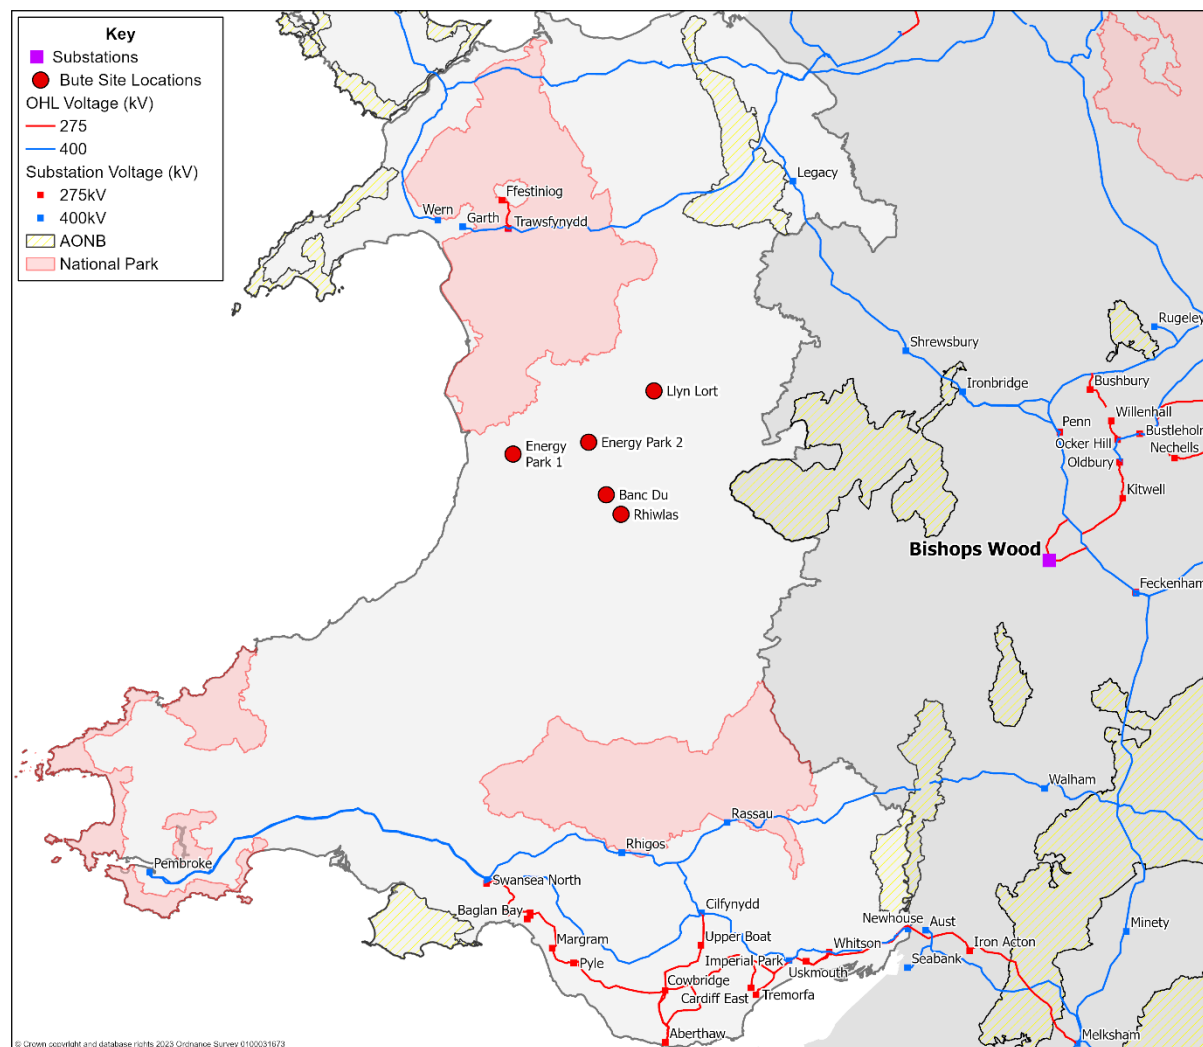 Key
Substations
Bute Site Locations
OHL Voltage (kV)
275
400
Substation Voltage (kV)
275kV
400kV
AONB
National Park
Legacy
Ffestiniog
Wern
Garth
Trawsfynydd
Rugeley
Shrewsbury
Ironbridge
Llyn Lort
Bushbury
Willenhall
Penn
Bustleholm
Ocker Hill
Nechells
Oldbury
Energy
Park 1
Energy Park 2
Kitwell
Banc Du
Rhiwlas
Bishops Wood
Feckenham
Walham
Rassau
Rhigos
Pembroke
Swansea North
Baglan Bay
Cilfynydd
Newhouse
Aust
Minety
Margram
Upper Boat
Whitson
Iron Acton
Pyle
Imperial Park
Uskmouth
Seabank
Cowbridge
Cardiff East
Tremorfa
Aberthaw
Melksham
© Crown copyright and database rights 2023 Ordnance Survey 0100031673